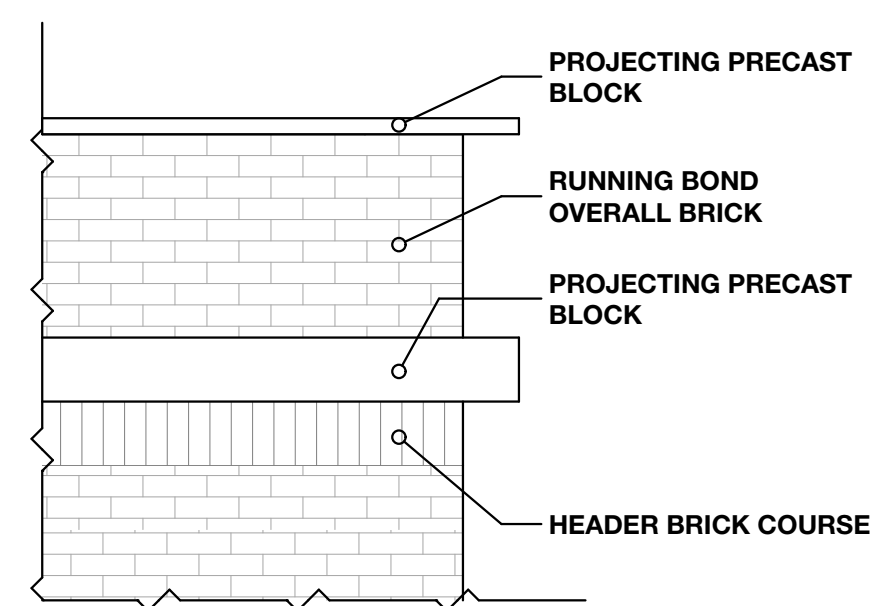 PROJECTING PRECAST
BLOCK
RUNNING BOND
OVERALL BRICK
PROJECTING PRECAST
BLOCK
HEADER BRICK COURSE